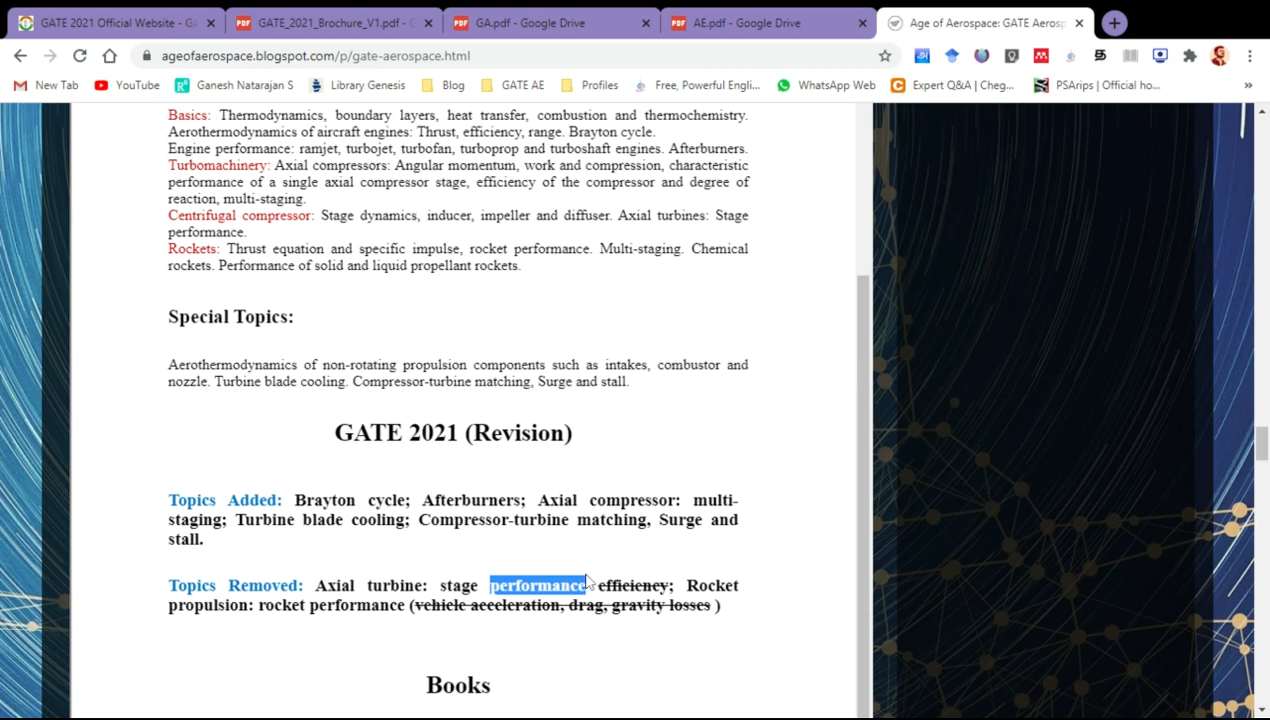 GATE 2021 Official Website - GA
GATE_2021_Brochure_V1.pdf - G
GA.pdf - Google Drive
AE.pdf - Google Drive
Age of Aerospace: GATE Aerosp
ageofaerospace.blogspot.com/p/gate-aerospace.html
New Tab
YouTube
Ganesh Natarajan S
Library Genesis
Blog
GATE AE
Profiles
Free, Powerful Engli...
WhatsApp Web
Expert Q&A | Cheg...
PSArips | Official ho...
Basics: Thermodynamics, boundary layers, heat transfer, combustion and thermochemistry.
Aerothermodynamics of aircraft engines: Thrust, efficiency, range. Brayton cycle.
Engine performance: ramjet, turbojet, turbofan, turboprop and turboshaft engines. Afterburners.
Turbomachinery: Axial compressors: Angular momentum, work and compression, characteristic
performance of a single axial compressor stage, efficiency of the compressor and degree of
reaction, multi-staging.
Centrifugal compressor: Stage dynamics, inducer, impeller and diffuser. Axial turbines: Stage
performance.
Rockets: Thrust equation and specific impulse, rocket performance. Multi-staging. Chemical
rockets. Performance of solid and liquid propellant rockets.
Special Topics:
Aerothermodynamics of non-rotating propulsion components such as intakes, combustor and
nozzle. Turbine blade cooling. Compressor-turbine matching, Surge and stall.
GATE 2021 (Revision)
Topics Added: Brayton cycle; Afterburners; Axial compressor: multi-
staging; Turbine blade cooling; Compressor-turbine matching, Surge and
stall.
Topics Removed: Axial turbine: stage performance efficiency; Rocket
propulsion: rocket performance (vehicle acceleration, drag, gravity losses )
Books